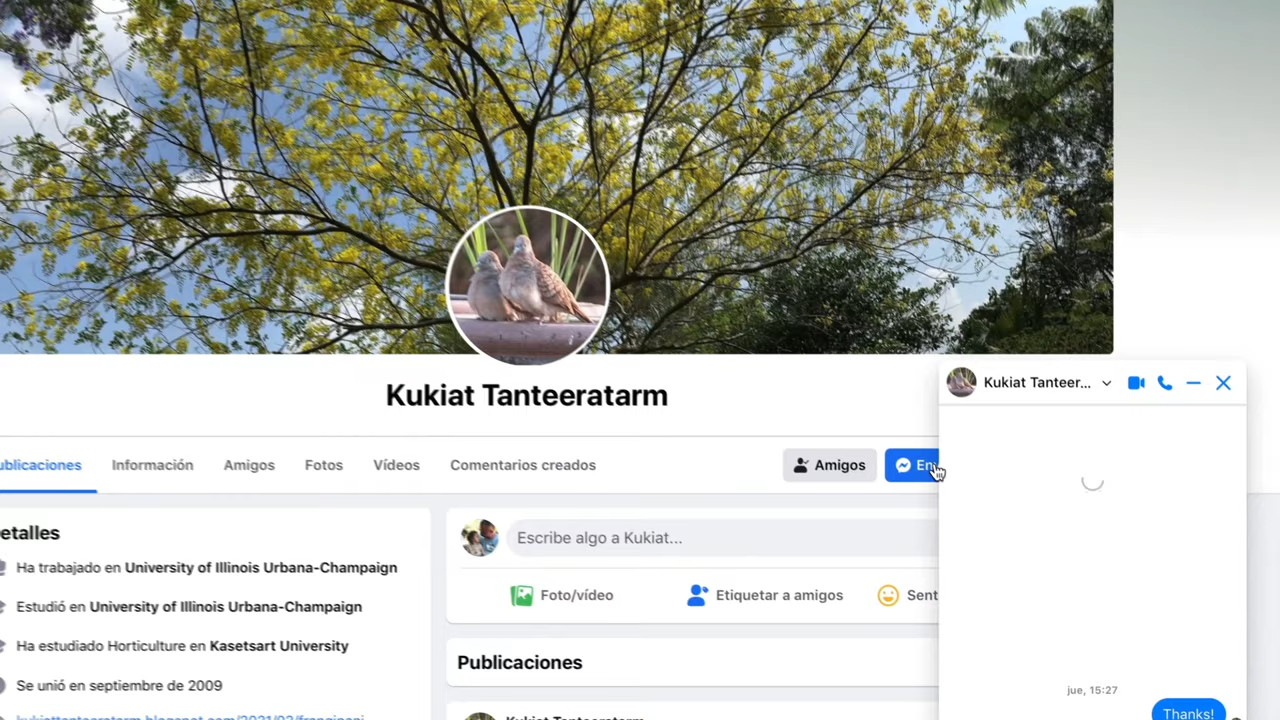 Kukiat Tanteeratarm
Kukiat Tanteer...
ublicaciones Información Amigos Fotos Vídeos Comentarios creados
Amigos
En
etalles
Ha trabajado en University of Illinois Urbana-Champaign
Estudió en University of Illinois Urbana-Champaign
Ha estudiado Horticulture en Kasetsart University
Se unió en septiembre de 2009
Escribe algo a Kukiat...
Foto/vídeo Etiquetar a amigos Sent
Publicaciones
jue, 15:27
Thanks!